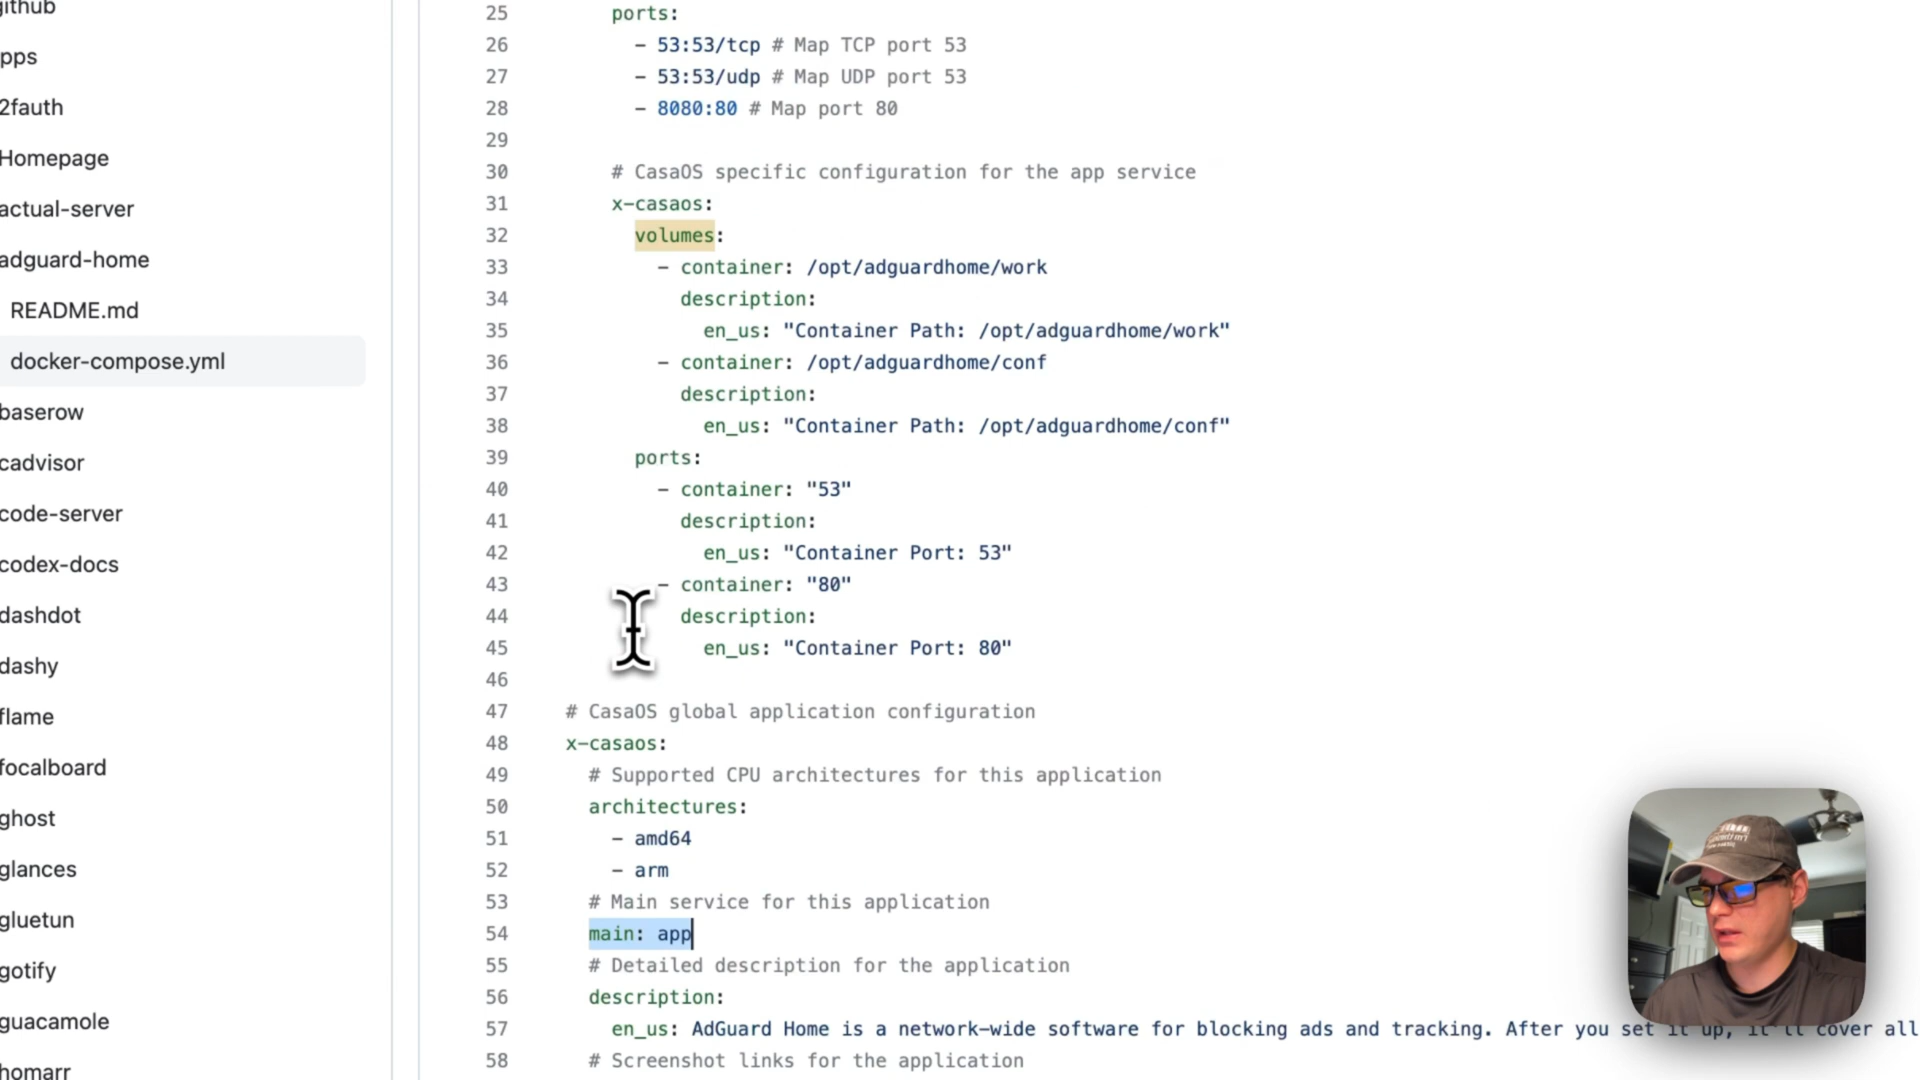 github
apps
2fauth
Homepage
actual-server
adguard-home
README.md
docker-compose.yml
baserow
cadvisor
code-server
codex-docs
dashdot
dashy
flame
focalboard
ghost
glances
gluetun
gotify
guacamole
homarr
25 ports:
26 - 53:53/tcp # Map TCP port 53
27 - 53:53/udp # Map UDP port 53
28 - 8080:80 # Map port 80
29
30 # CasaOS specific configuration for the app service
31 x-casaos:
32 volumes:
33 - container: /opt/adguardhome/work
34 description:
35 en_us: "Container Path: /opt/adguardhome/work"
36 - container: /opt/adguardhome/conf
37 description:
38 en_us: "Container Path: /opt/adguardhome/conf"
39 ports:
40 - container: "53"
41 description:
42 en_us: "Container Port: 53"
43 - container: "80"
44 description:
45 en_us: "Container Port: 80"
46
47 # CasaOS global application configuration
48 x-casaos:
49 # Supported CPU architectures for this application
50 architectures:
51 - amd64
52 - arm
53 # Main service for this application
54 main: app
55 # Detailed description for the application
56 description:
57 en_us: AdGuard Home is a network-wide software for blocking ads and tracking. After you set it up, it'll cover all
58 # Screenshot links for the application